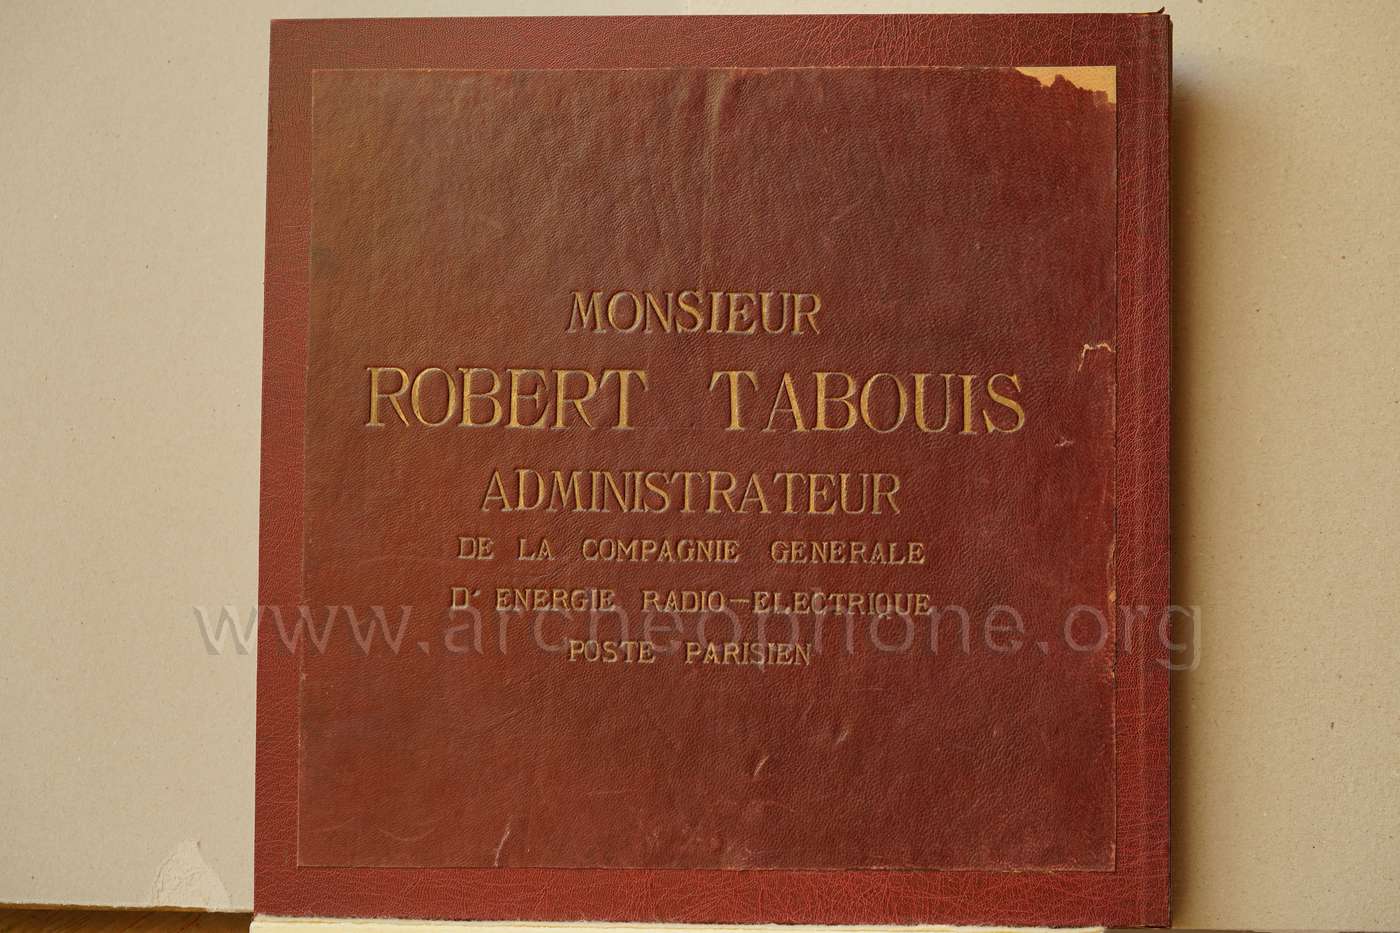 MONSIEUR
ROBERT TABOUIS
ADMINISTRATEUR
DE LA COMPAGNIE GENERALE
D'ENERGIE RADIO-ELECTRIQUE
www.archeophone.org
POSTE PARISIEN